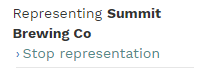 Representing Summit
Brewing Co
› Stop representation